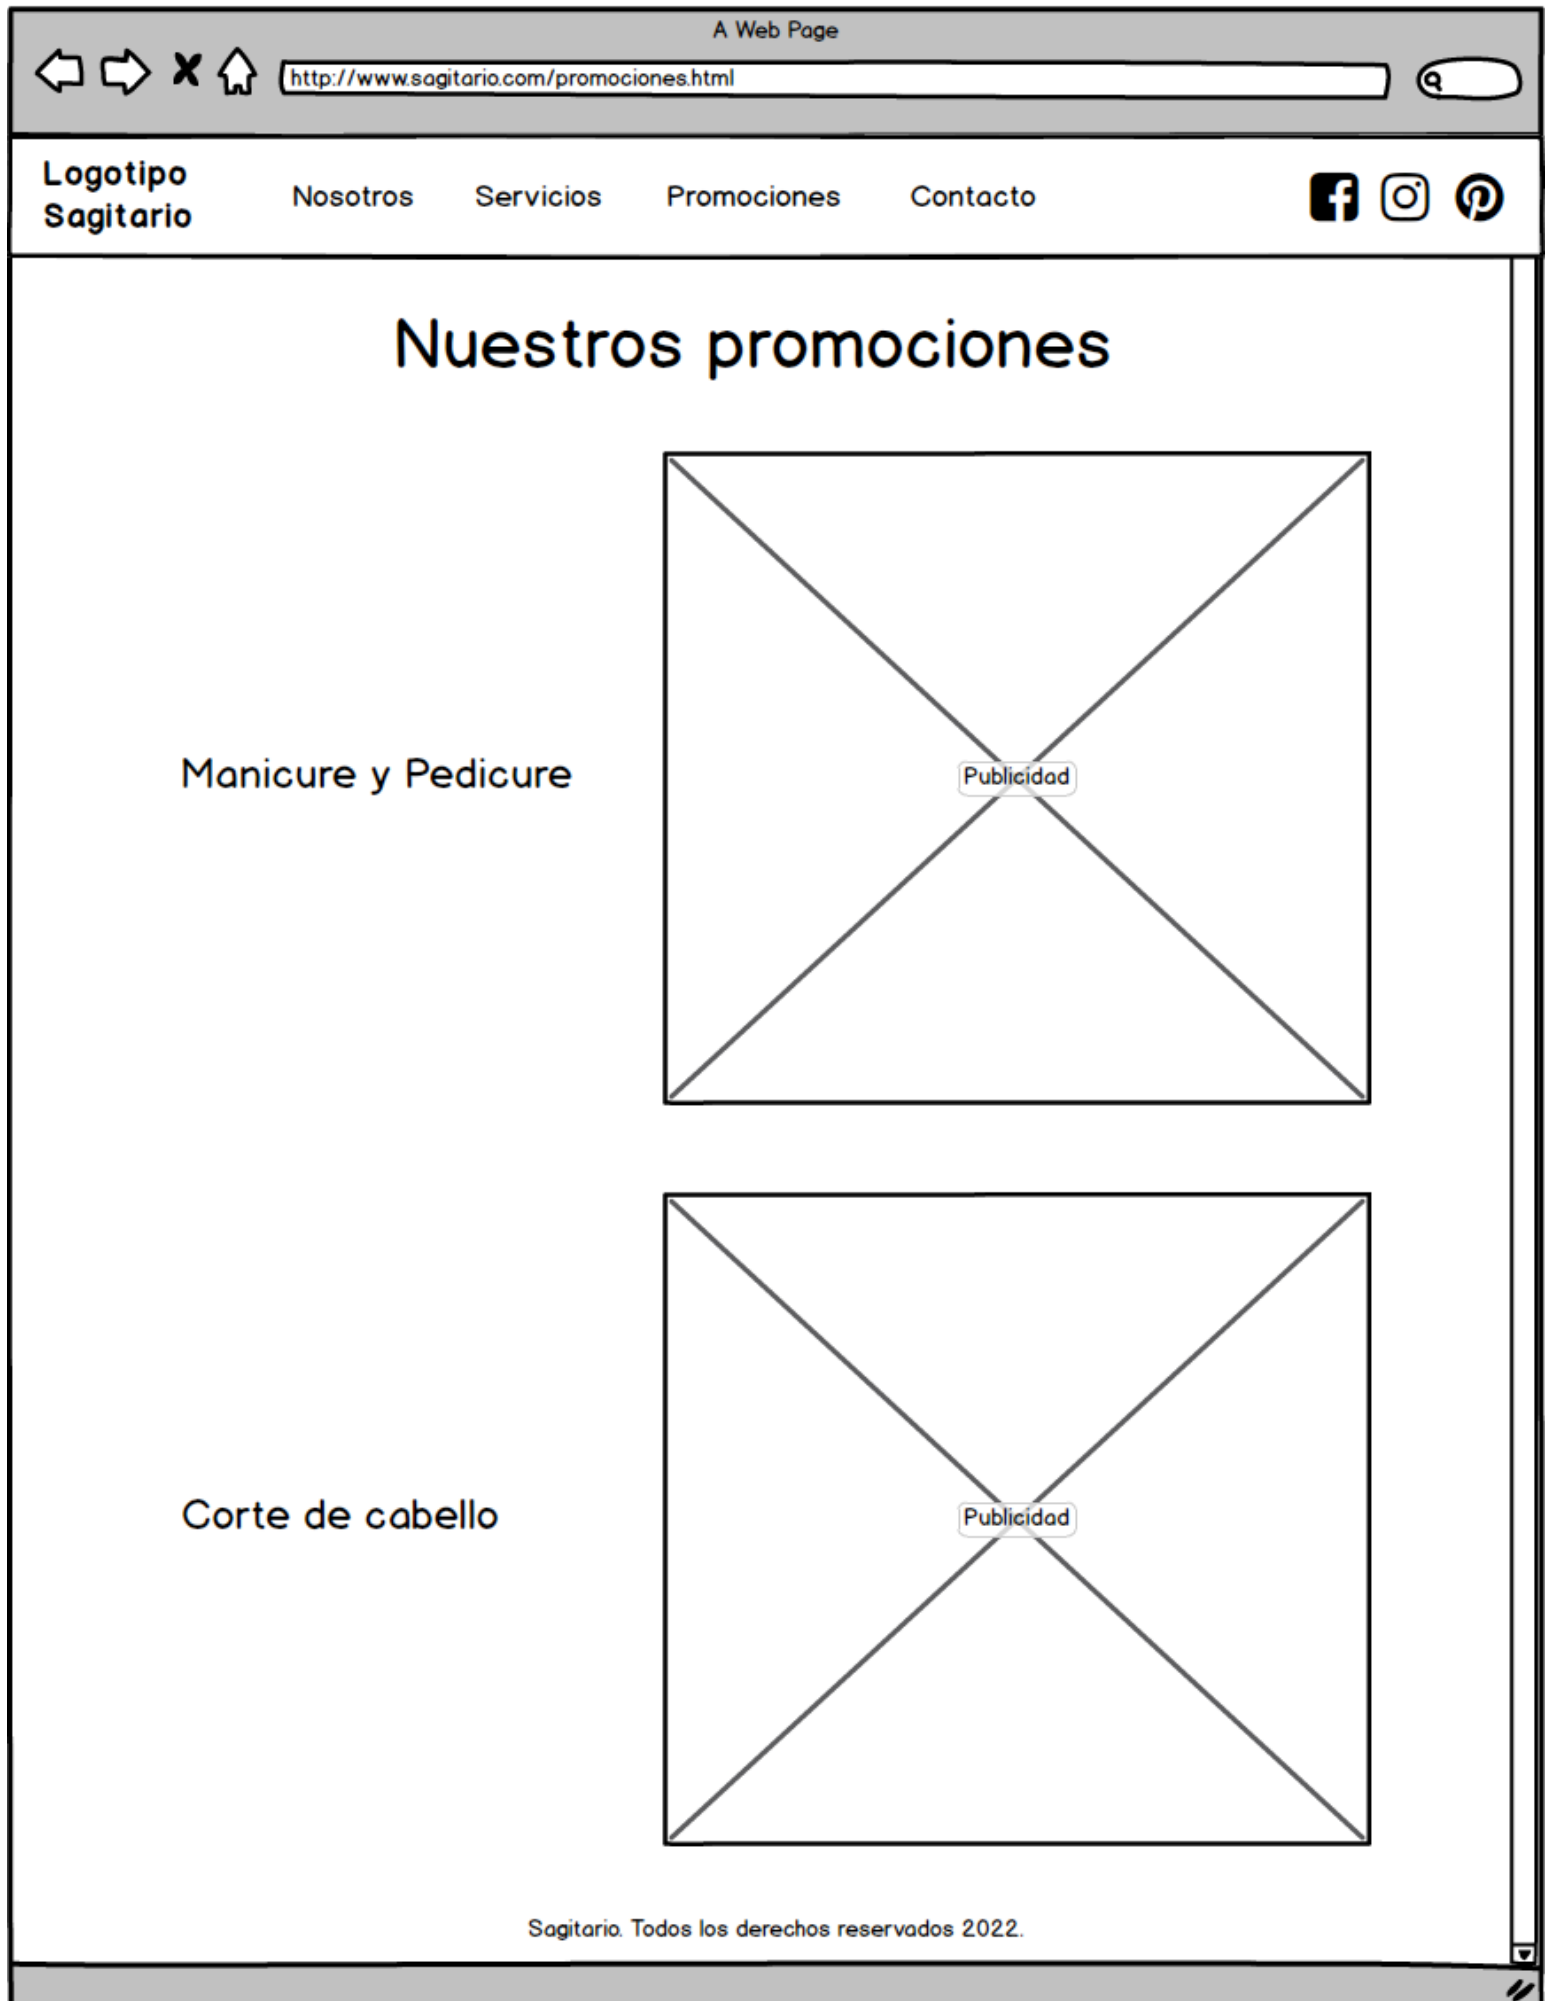 A Web Page
http://www.sagitario.com/promociones.html
Logotipo
Sagitario
Nosotros Servicios Promociones Contacto
Nuestros promociones
Manicure y Pedicure
Publicidad
Corte de cabello
Publicidad
Sagitario. Todos los derechos reservados 2022.